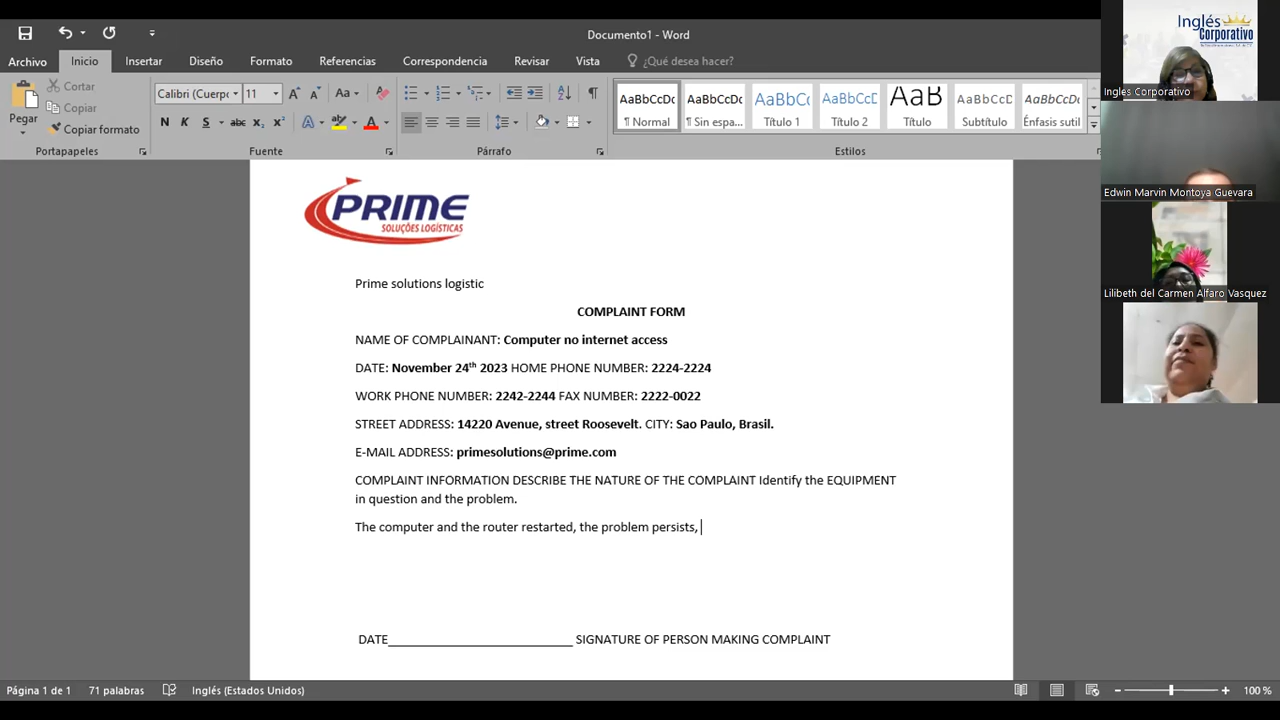 Documento1 - Word
Archivo Inicio Insertar Diseño Formato Referencias Correspondencia Revisar Vista ¿Qué desea hacer?
Pegar Cortar Copiar Copiar formato
Calibri (Cuerpo 11
N K S abc x₂ x² Aa A
AaBbCcDc AaBbCcDc AaBbCc AaBbCcD AaB AaBbCcD AaBbCcDc
¶ Normal ¶ Sin espa... Título 1 Título 2 Título Subtítulo Énfasis sutil
Portapapeles Fuente Párrafo Estilos
PRIME
SOLUÇÕES LOGÍSTICAS
Prime solutions logistic
COMPLAINT FORM
NAME OF COMPLAINANT: Computer no internet access
DATE: November 24th 2023 HOME PHONE NUMBER: 2224-2224
WORK PHONE NUMBER: 2242-2244 FAX NUMBER: 2222-0022
STREET ADDRESS: 14220 Avenue, street Roosevelt. CITY: Sao Paulo, Brasil.
E-MAIL ADDRESS: primesolutions@prime.com
COMPLAINT INFORMATION DESCRIBE THE NATURE OF THE COMPLAINT Identify the EQUIPMENT
in question and the problem.
The computer and the router restarted, the problem persists,
DATE____________________________ SIGNATURE OF PERSON MAKING COMPLAINT
Página 1 de 1 71 palabras Inglés (Estados Unidos) 100 %
Inglés
Corporativo
Ingles Corporativo
Edwin Marvin Montoya Guevara
Lilibeth del Carmen Alfaro Vasquez